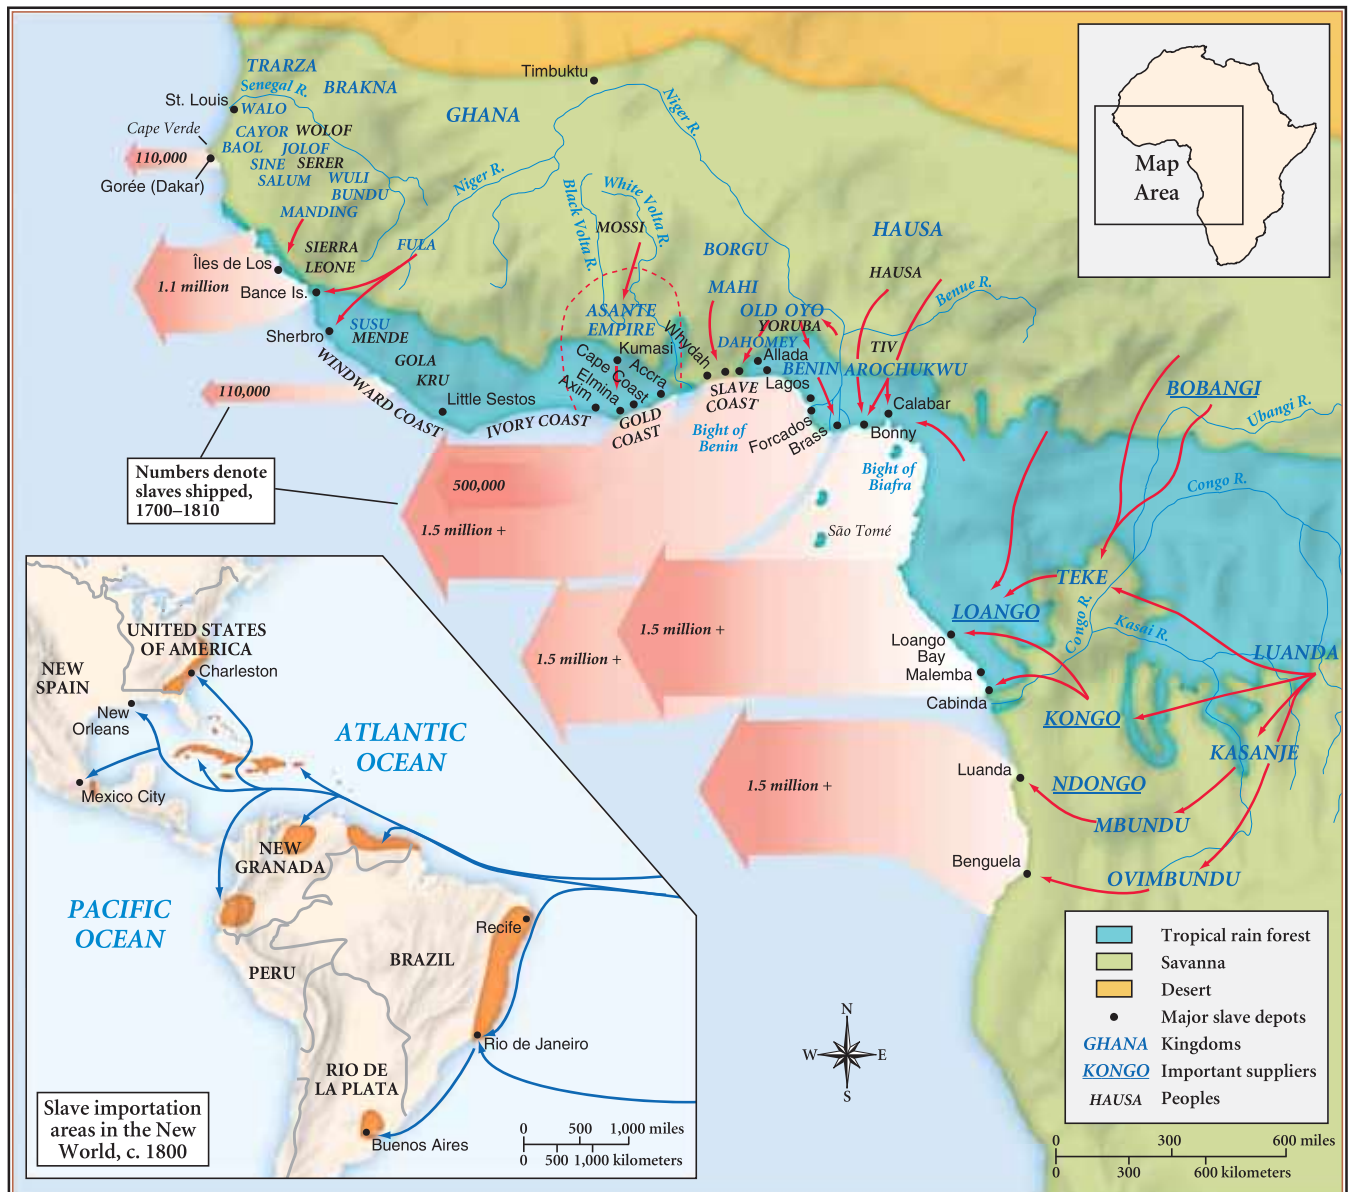 TRARZA
Senegal R.
BRAKNA
St. Louis
WALO
Cape Verde
CAYOR
WOLOF
BAOL
JOLOF
110,000
SINE
SERER
Gorée (Dakar)
SALUM
WULI
BUNDU
MANDING
Timbuktu
GHANA
Niger R.
Niger R.
Black Volta R.
White Volta R.
MOSSI
SIERRA
LEONE
FULA
Îles de Los
1.1 million
Bance Is.
Sherbro
SUSU
MENDE
GOLA
KRU
WINDWARD COAST
110,000
Little Sestos
IVORY COAST
BORGU
HAUSA
HAUSA
MAHI
Benue R.
ASANTE
EMPIRE
OLD OYO
YORUBA
DAHOMEY
TIV
Kumasi
Whydah
Allada
Cape Coast
Accra
Elmina
Axim
BENIN
AROCHUKWU
Lagos
SLAVE
COAST
GOLD
COAST
Calabar
Forcados
Brass
Bonny
Bight of
Benin
Bight of
Biafra
São Tomé
Map
Area
BOBANGI
Ubangi R.
Congo R.
Numbers denote
slaves shipped,
1700–1810
500,000
1.5 million +
1.5 million +
1.5 million +
1.5 million +
TEKE
LOANGO
Congo R.
Kasai R.
Loango
Bay
Malemba
Cabinda
LUANDA
KONGO
KASANJE
Luanda
NDONGO
MBUNDU
Benguela
OVIMBUNDU
UNITED STATES
OF AMERICA
NEW
SPAIN
Charleston
New
Orleans
ATLANTIC
OCEAN
Mexico City
NEW
GRANADA
PACIFIC
OCEAN
Recife
BRAZIL
PERU
Rio de Janeiro
RIO DE
LA PLATA
Buenos Aires
Slave importation
areas in the New
World, c. 1800
0 500 1,000 miles
0 500 1,000 kilometers
N
W E
S
Tropical rain forest
Savanna
Desert
Major slave depots
GHANA Kingdoms
KONGO Important suppliers
HAUSA Peoples
0 300 600 miles
0 300 600 kilometers